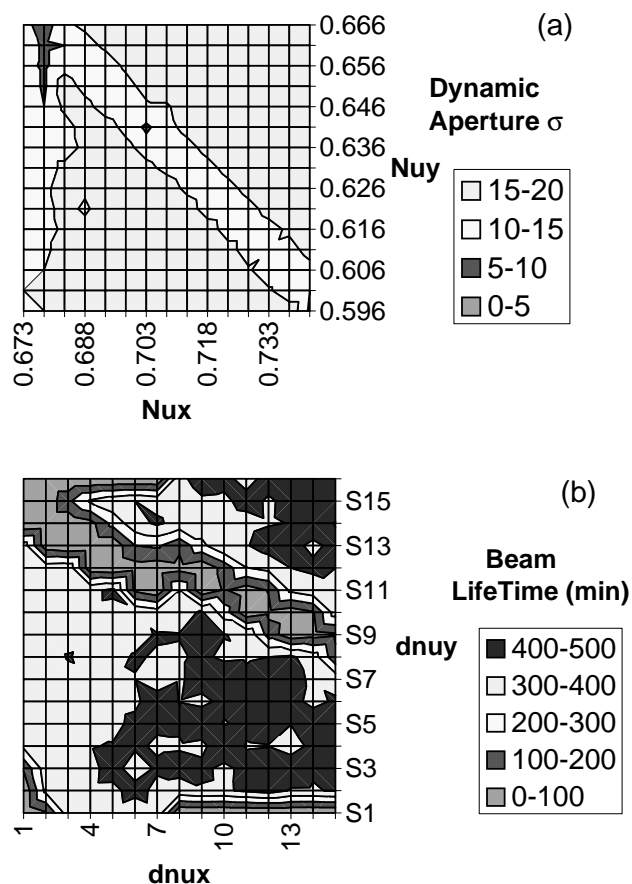 (a)
0.666
0.656
0.646
0.636
0.626
0.616
0.606
0.596
Nuy
0.673
0.688
0.703
0.718
0.733
Nux
Dynamic
Aperture σ
15-20
10-15
5-10
0-5
(b)
S15
S13
S11
S9
S7
S5
S3
S1
dnuy
1
4
7
10
13
dnux
Beam
LifeTime (min)
400-500
300-400
200-300
100-200
0-100